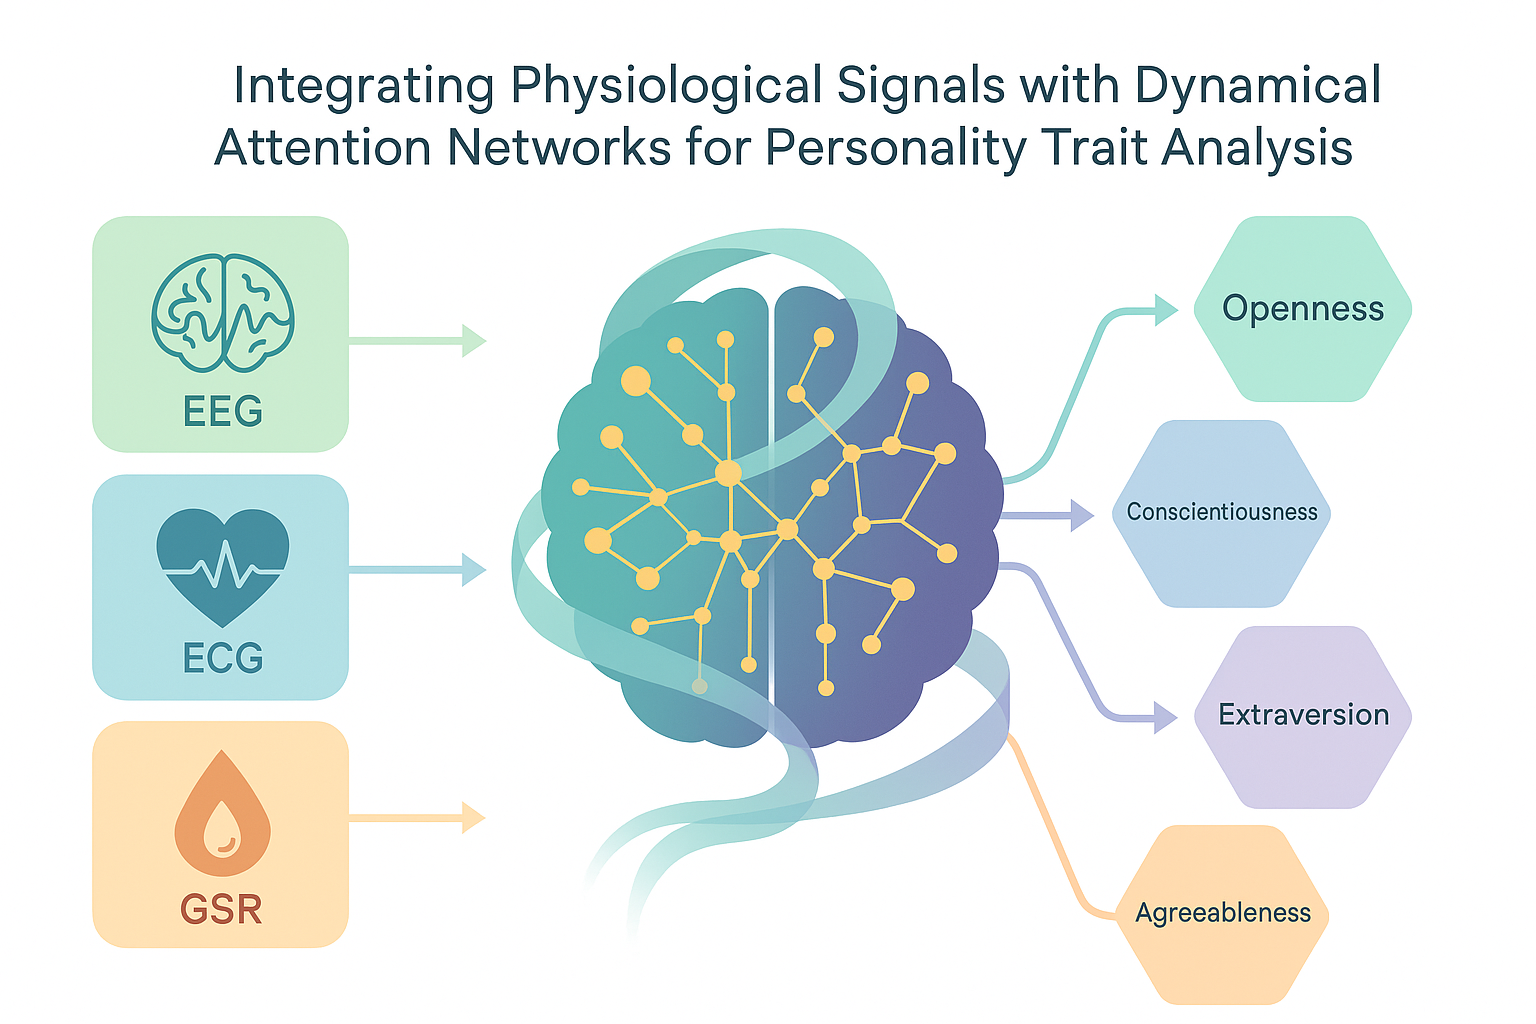 Integrating Physiological Signals with Dynamical
Attention Networks for Personality Trait Analysis
EEG
ECG
GSR
Openness
Conscientiousness
Extraversion
Agreeableness